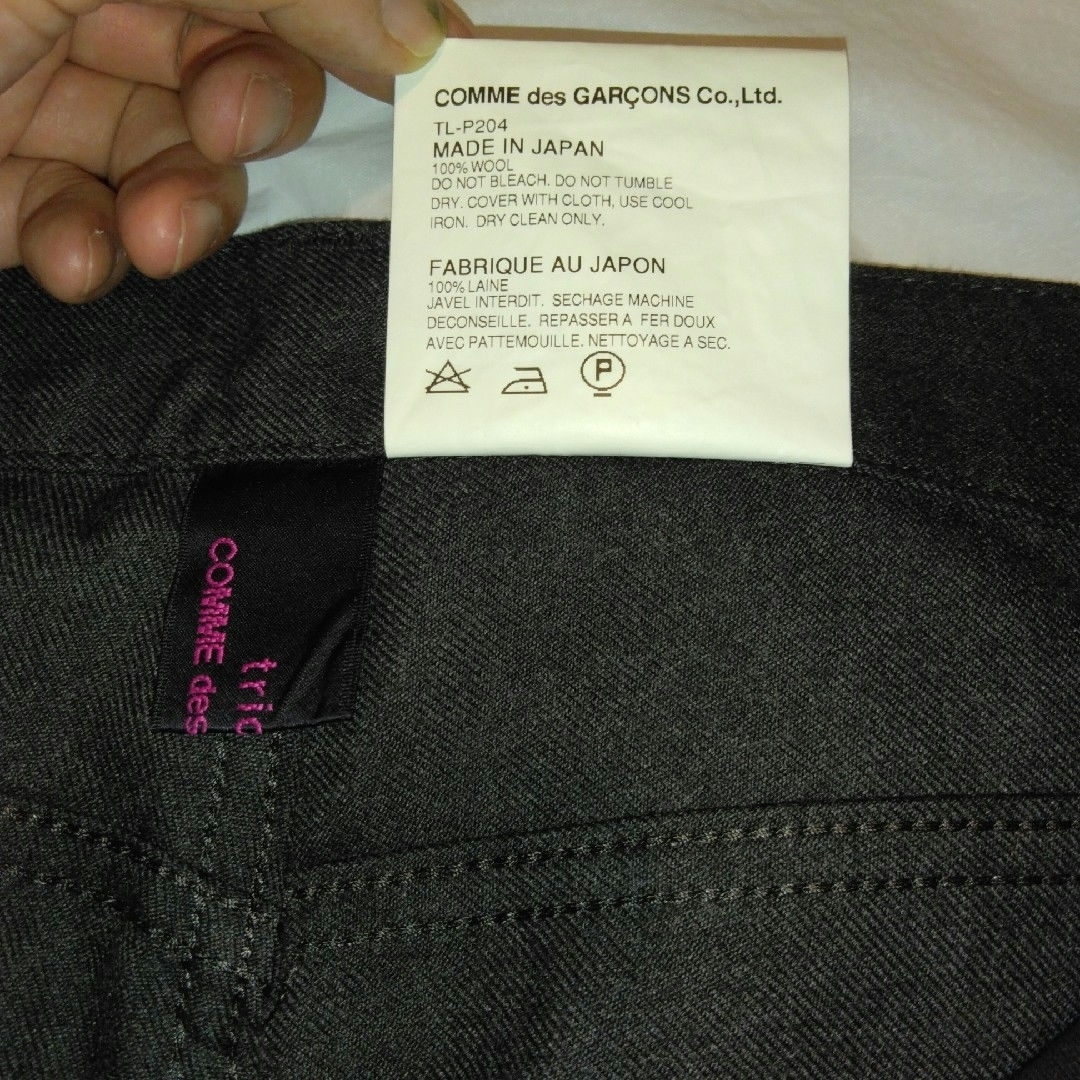 COMME des GARÇONS Co.,Ltd.
TL-P204
MADE IN JAPAN
100% WOOL
DO NOT BLEACH. DO NOT TUMBLE
DRY. COVER WITH CLOTH, USE COOL
IRON. DRY CLEAN ONLY.
FABRIQUE AU JAPON
100% LAINE
JAVEL INTERDIT. SECHAGE MACHINE
DECONSEILLE. REPASSER A FER DOUX
AVEC PATTEMOUILLE. NETTOYAGE A SEC.
P
tric
COMME des